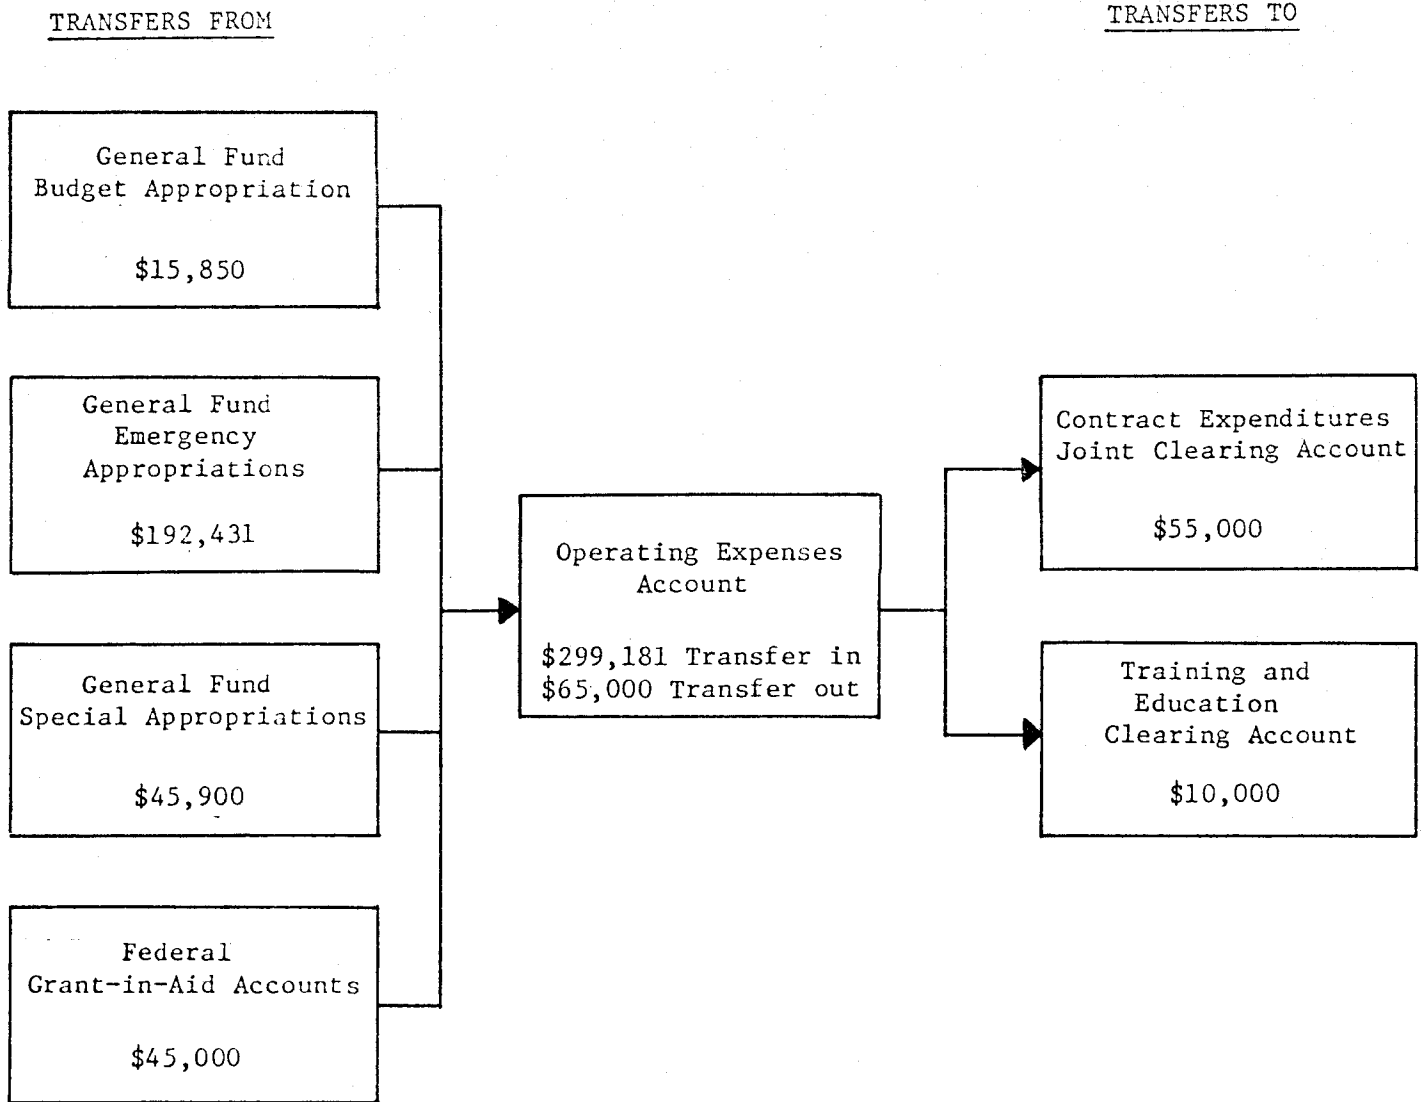 TRANSFERS FROM
TRANSFERS TO
General Fund
Budget Appropriation
$15,850
General Fund
Emergency
Appropriations
$192,431
General Fund
Special Appropriations
$45,900
Federal
Grant-in-Aid Accounts
$45,000
Operating Expenses
Account
$299,181 Transfer in
$65,000 Transfer out
Contract Expenditures
Joint Clearing Account
$55,000
Training and
Education
Clearing Account
$10,000